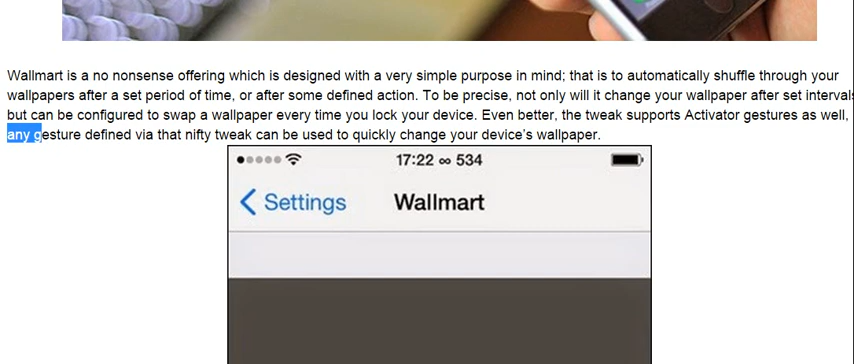 Wallmart is a no nonsense offering which is designed with a very simple purpose in mind; that is to automatically shuffle through your
wallpapers after a set period of time, or after some defined action. To be precise, not only will it change your wallpaper after set intervals
but can be configured to swap a wallpaper every time you lock your device. Even better, the tweak supports Activator gestures as well,
any gesture defined via that nifty tweak can be used to quickly change your device's wallpaper.
17:22 ∞ 534
Settings Wallmart